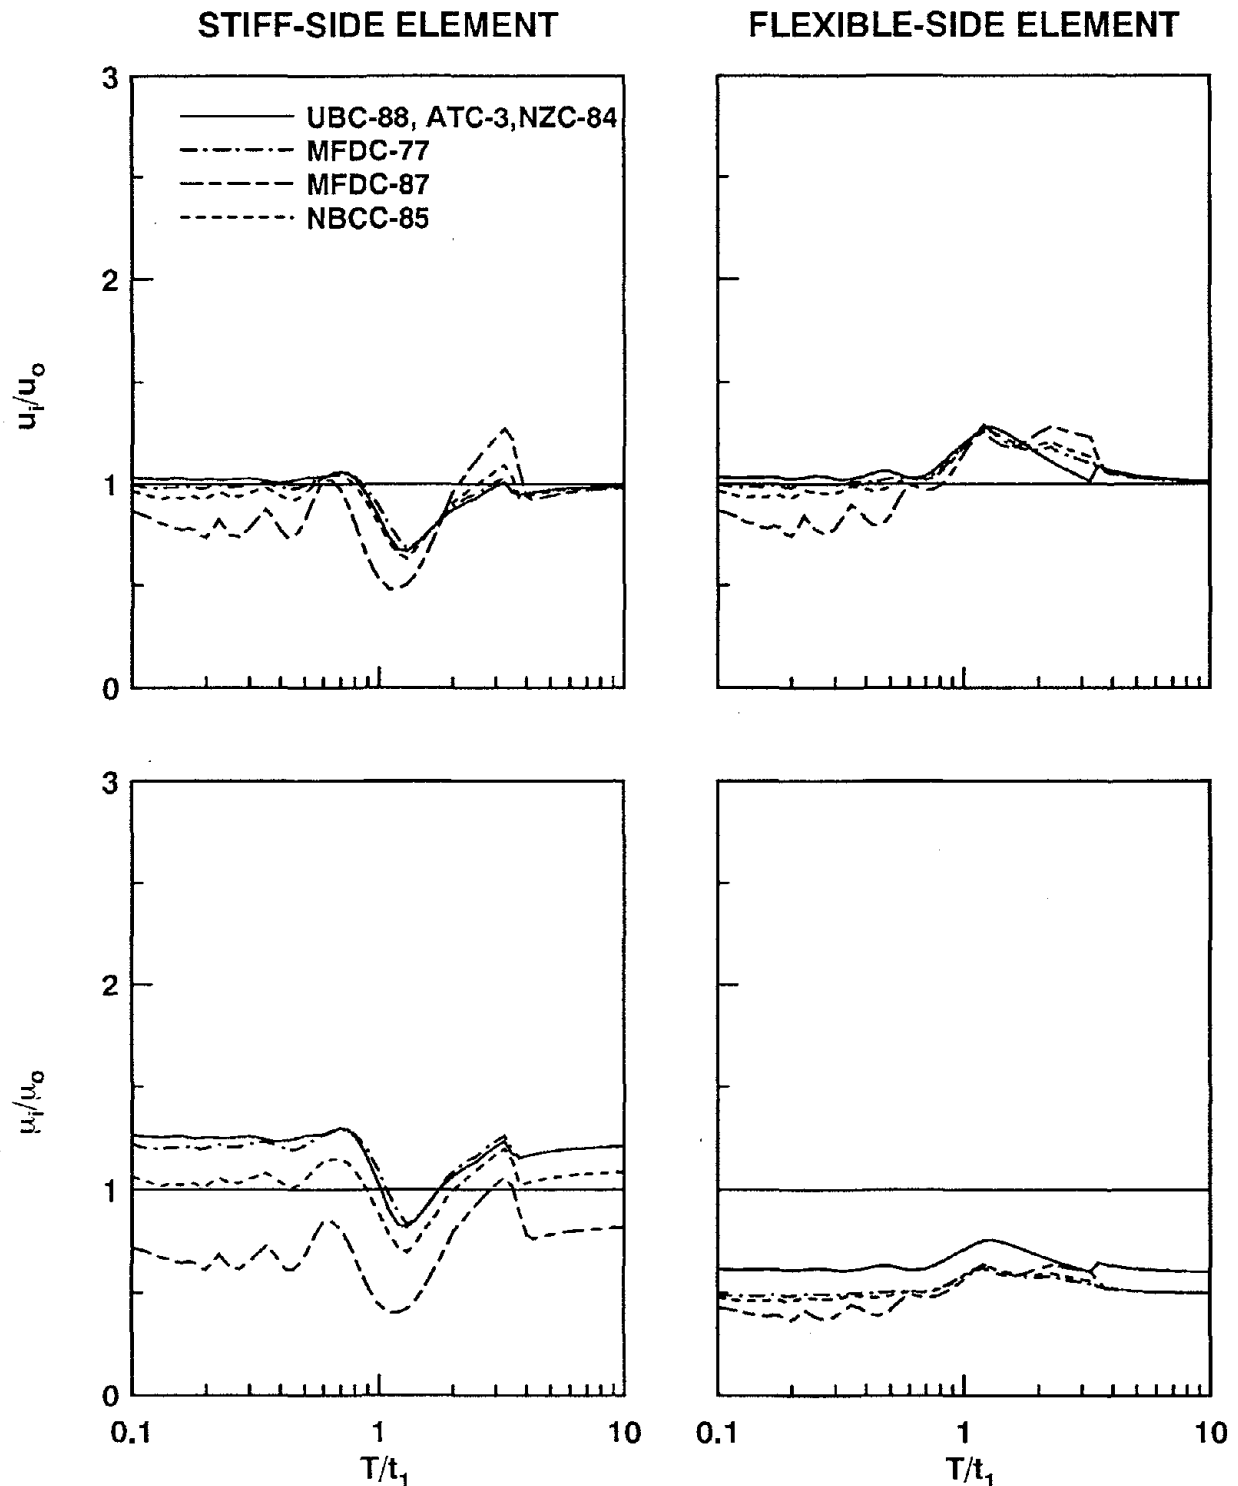 STIFF-SIDE ELEMENT
FLEXIBLE-SIDE ELEMENT
3
2
1
0
uᵢ/uₒ
UBC-88, ATC-3,NZC-84
MFDC-77
MFDC-87
NBCC-85
3
2
1
0
μᵢ/μₒ
0.1
1
10
T/t₁
0.1
1
10
T/t₁